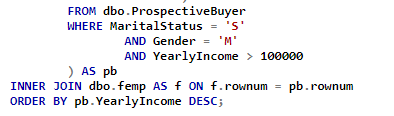 FROM dbo.ProspectiveBuyer
WHERE MaritalStatus = 'S'
AND Gender = 'M'
AND YearlyIncome > 100000
) AS pb
INNER JOIN dbo.femp AS f ON f.rownum = pb.rownum
ORDER BY pb.YearlyIncome DESC;